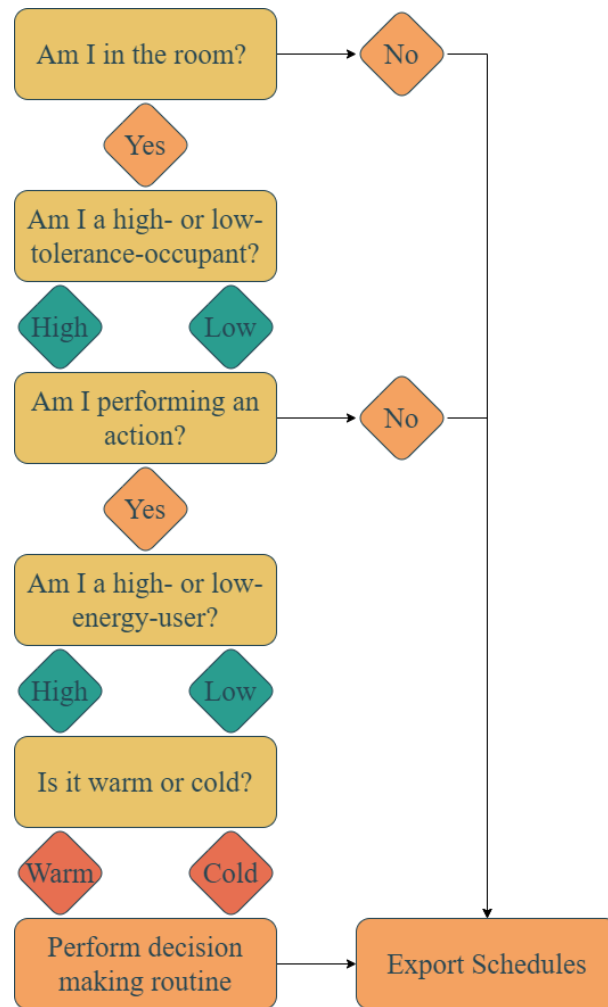 Am I in the room?
No
Yes
Am I a high- or low-
tolerance-occupant?
High
Low
Am I performing an
action?
No
Yes
Am I a high- or low-
energy-user?
High
Low
Is it warm or cold?
Warm
Cold
Perform decision
making routine
Export Schedules